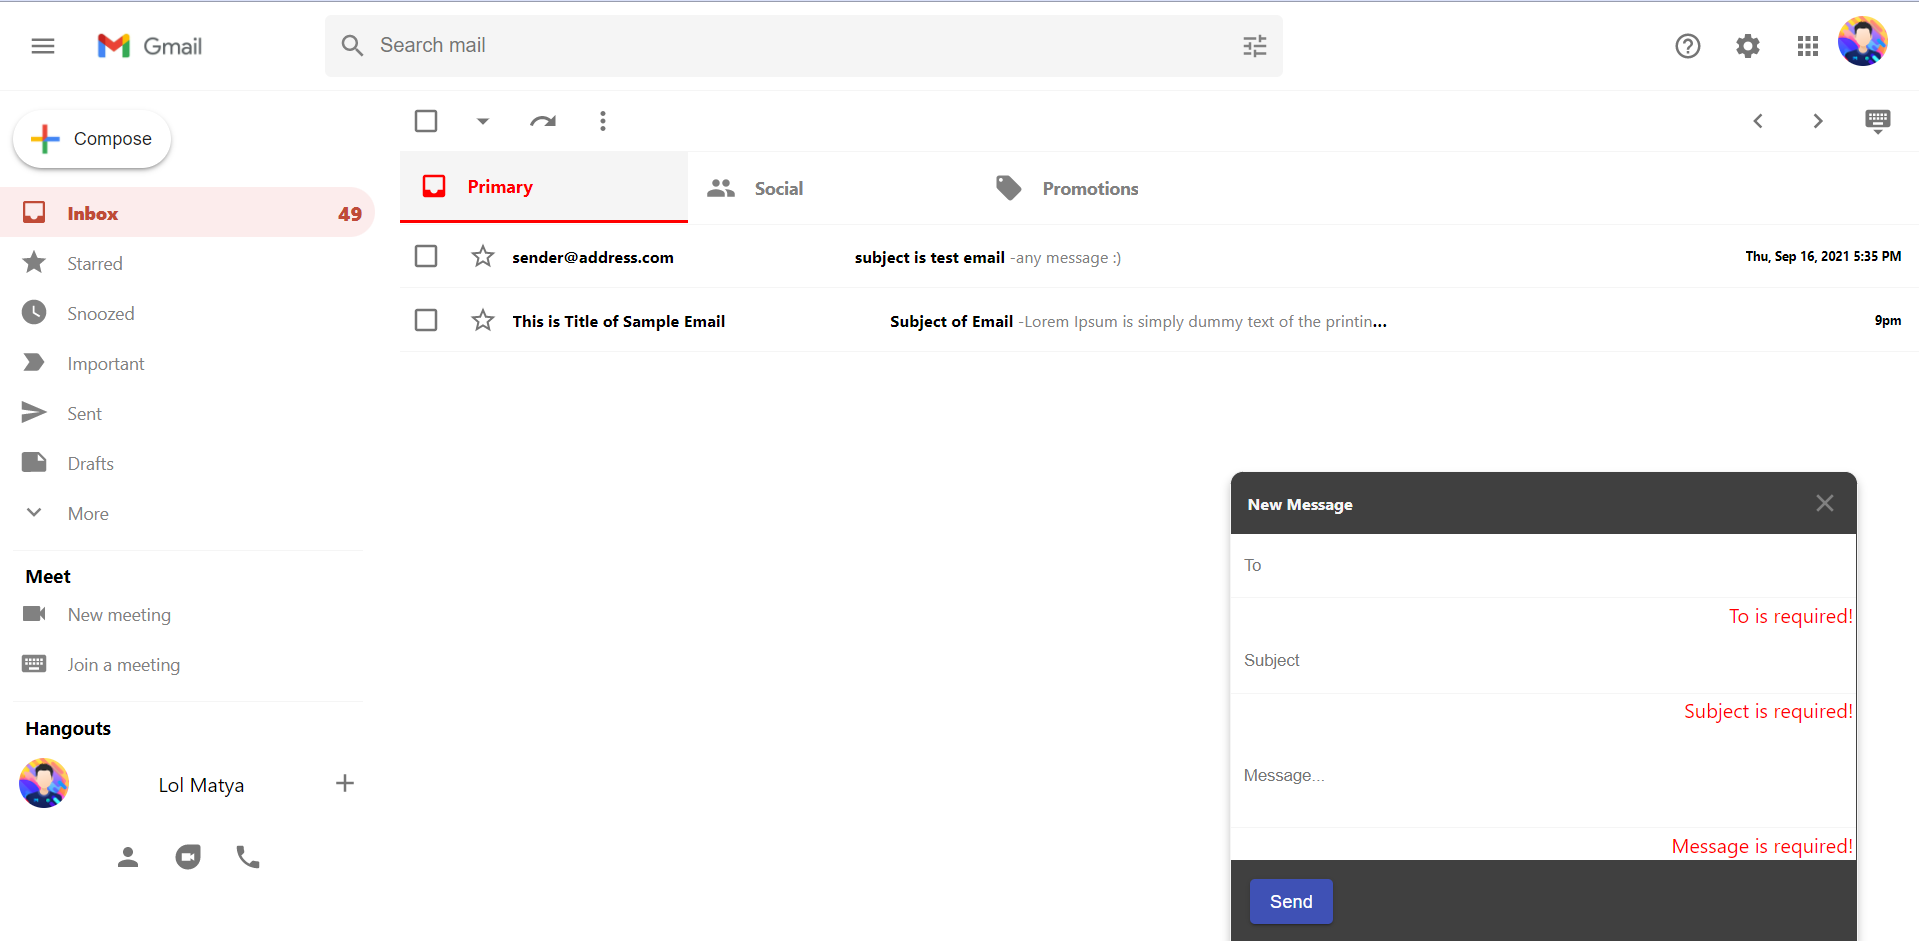 Gmail
Search mail
Compose
Inbox 49
Starred
Snoozed
Important
Sent
Drafts
More
Meet
New meeting
Join a meeting
Hangouts
Lol Matya
Primary
Social
Promotions
sender@address.com subject is test email -any message :) Thu, Sep 16, 2021 5:35 PM
This is Title of Sample Email Subject of Email -Lorem Ipsum is simply dummy text of the printin... 9pm
New Message
To
To is required!
Subject
Subject is required!
Message...
Message is required!
Send